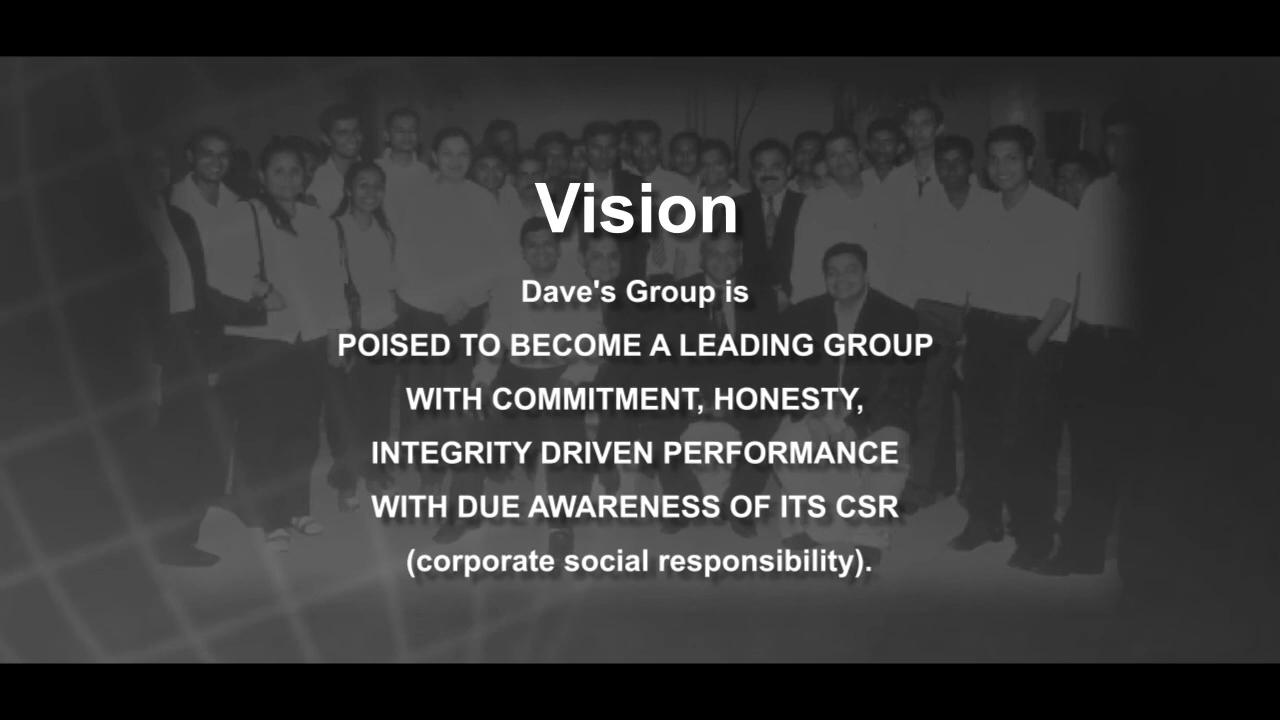 Vision
Dave's Group is
POISED TO BECOME A LEADING GROUP
WITH COMMITMENT, HONESTY,
INTEGRITY DRIVEN PERFORMANCE
WITH DUE AWARENESS OF ITS CSR
(corporate social responsibility).